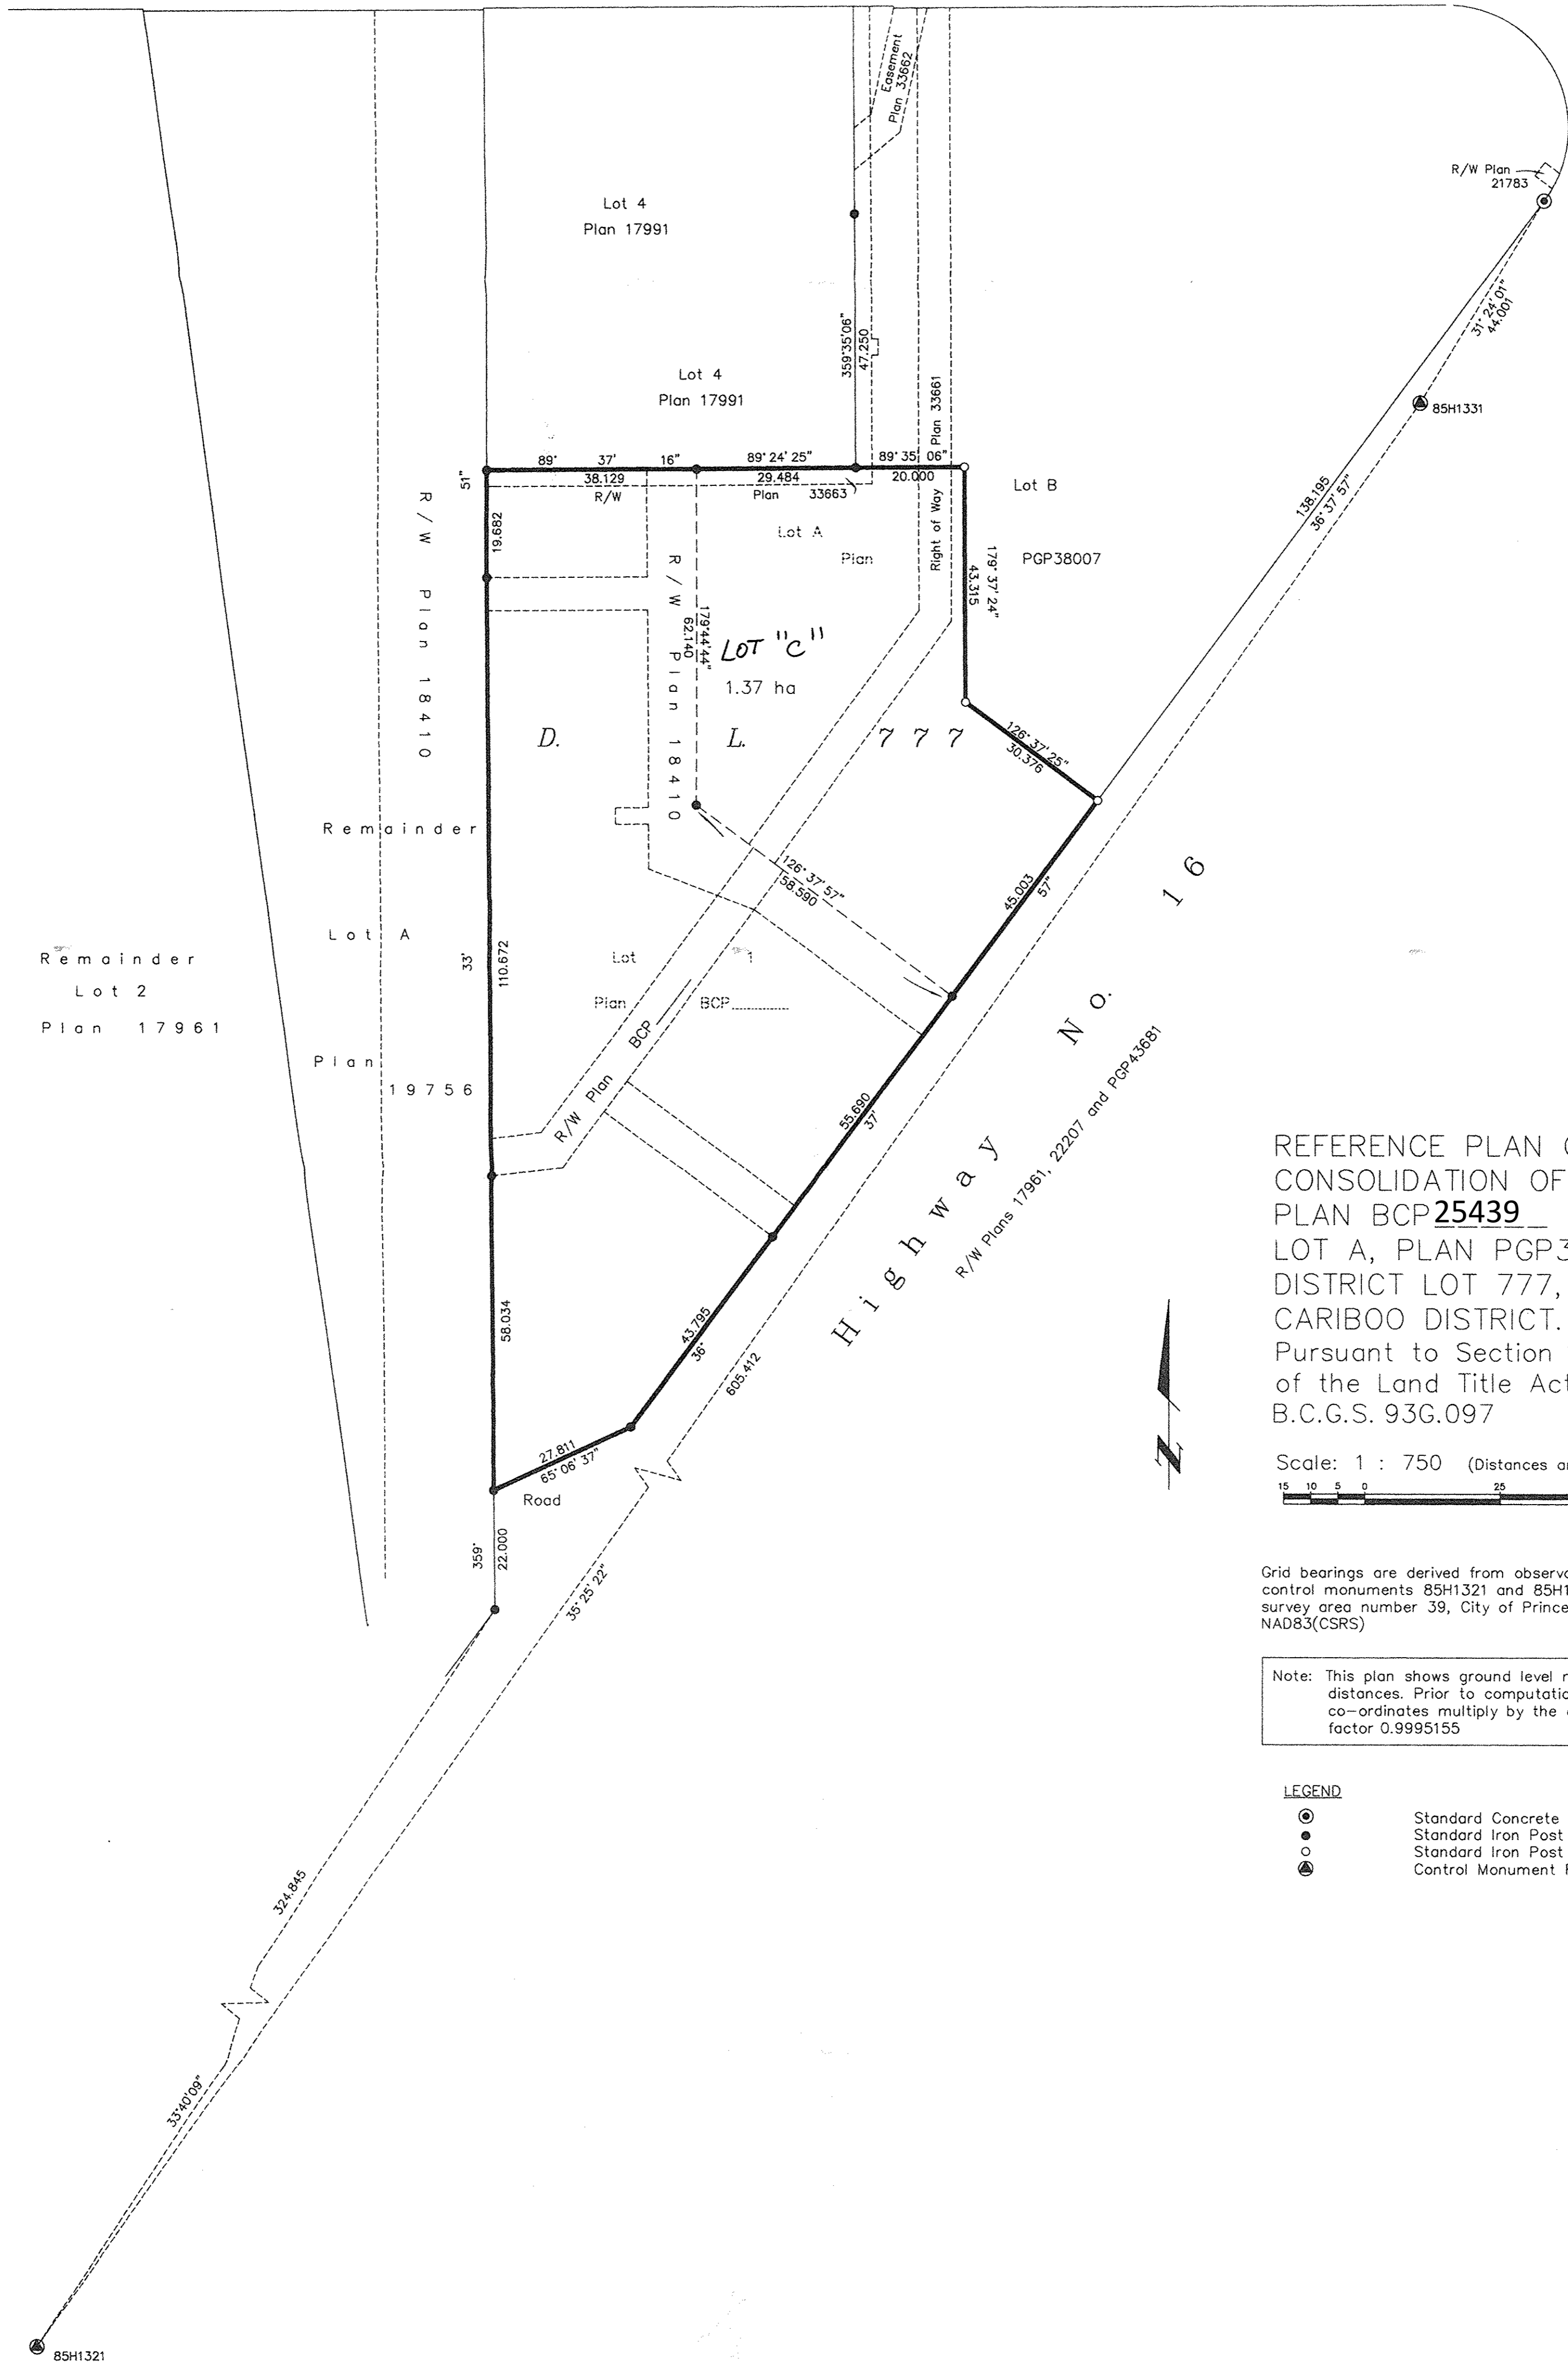 Easement
Plan 33662
R/W Plan
21783
Lot 4
Plan 17991
31° 24' 01"
44.001
359°35'06"
47.250
Lot 4
Plan 17991
85H1331
Plan 33661
Right of Way
89° 37' 16"
38.129
89° 24' 25"
29.484
89° 35' 06"
20.000
R/W Plan 33663
51"
Lot B
138.195
36° 37' 57"
R/W Plan 18410
19.682
Lot A
Plan
PGP38007
179° 37' 24"
43.315
R/W Plan 18410
179°44'44"
62.140
LOT "C"
1.37 ha
D. L. 777
126° 37' 25"
30.376
Remainder
126° 37' 57"
58.590
45.003
57"
Lot A
Remainder
Lot 2
Plan 17961
33'
110.672
Lot 1
Plan BCP
Plan
19756
R/W Plan BCP
55.690
37'
Highway No. 16
R/W Plans 17961, 22207 and PGP43681
58.034
43.795
36°
605.412
27.811
65° 06' 37"
Road
359°
22.000
35° 25' 22"
324.845
33°40'09"
85H1321
REFERENCE PLAN
CONSOLIDATION OF
PLAN BCP 25439
LOT A, PLAN PGP3
DISTRICT LOT 777,
CARIBOO DISTRICT.
Pursuant to Section
of the Land Title Act
B.C.G.S. 93G.097
N
Scale: 1 : 750 (Distances
15 10 5 0 25
Grid bearings are derived from
control monuments 85H1321 and
survey area number 39, City of Prince
NAD83(CSRS)
Note: This plan shows ground level
distances. Prior to
co-ordinates multiply by the
factor 0.9995155
LEGEND
Standard Concrete
Standard Iron Post
Standard Iron Post
Control Monument